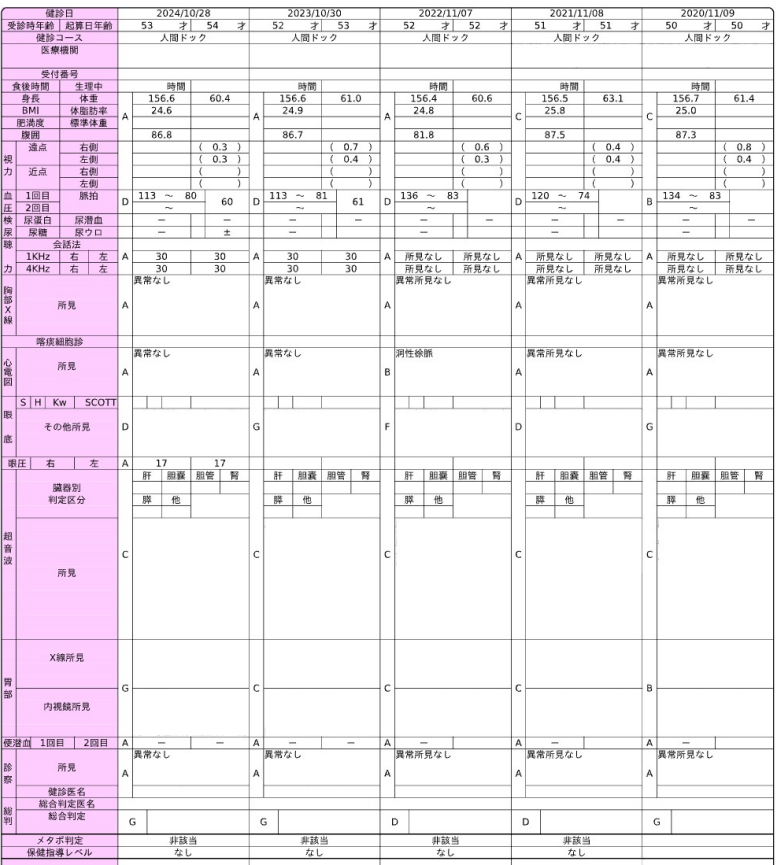 健診日 2024/10/28 2023/10/30 2022/11/07 2021/11/08 2020/11/09
受診時年齢 起算日年齢 53 才 54 才 52 才 53 才 52 才 52 才 51 才 51 才 50 才 50 才
健診コース 人間ドック 人間ドック 人間ドック 人間ドック 人間ドック
医療機関
受付番号
食後時間 生理中 時間 時間 時間 時間 時間
身長 体重 A 156.6 60.4 A 156.6 61.0 A 156.4 60.6 C 156.5 63.1 C 156.7 61.4
BMI 体脂肪率 24.6 24.9 24.8 25.8 25.0
肥満度 標準体重
腹囲 86.8 86.7 81.8 87.5 87.3
視力 遠点 右側 ( 0.3 ) ( 0.7 ) ( 0.6 ) ( 0.4 ) ( 0.8 )
左側 ( 0.3 ) ( 0.4 ) ( 0.3 ) ( 0.4 ) ( 0.4 )
近点 右側 ( ) ( ) ( ) ( ) ( )
左側 ( ) ( ) ( ) ( ) ( )
血圧 1回目 脈拍 D 113 ～ 80 60 D 113 ～ 81 61 D 136 ～ 83 D 120 ～ 74 B 134 ～ 83
2回目 ～ ～ ～ ～ ～
検尿 尿蛋白 尿潜血 － － － － － － － － － －
尿糖 尿ウロ － ± － － － －
聴力 会話法
1KHz 右 左 A 30 30 A 30 30 A 所見なし 所見なし A 所見なし 所見なし A 所見なし 所見なし
4KHz 右 左 30 30 30 30 所見なし 所見なし 所見なし 所見なし 所見なし 所見なし
胸部X線 所見 A 異常なし A 異常なし A 異常所見なし A 異常所見なし A 異常所見なし
喀痰細胞診
心電図 所見 A 異常なし A 異常なし B 洞性徐脈 A 異常所見なし A 異常所見なし
眼底 S H Kw SCOTT
その他所見 D G F D G
眼圧 右 左 A 17 17
超音波 臓器別 肝 胆嚢 胆管 腎 肝 胆嚢 胆管 腎 肝 胆嚢 胆管 腎 肝 胆嚢 胆管 腎 肝 胆嚢 胆管 腎
判定区分 膵 他 膵 他 膵 他 膵 他 膵 他
所見 C C C C C
胃部 X線所見
G C C C B
内視鏡所見
便潜血 1回目 2回目 A － － A － － A － A － A －
診察 所見 A 異常なし A 異常なし A 異常所見なし A 異常所見なし A 異常所見なし
健診医名
総判 総合判定医名
総合判定 G G D D G
メタボ判定 非該当 非該当 非該当 非該当
保健指導レベル なし なし なし なし